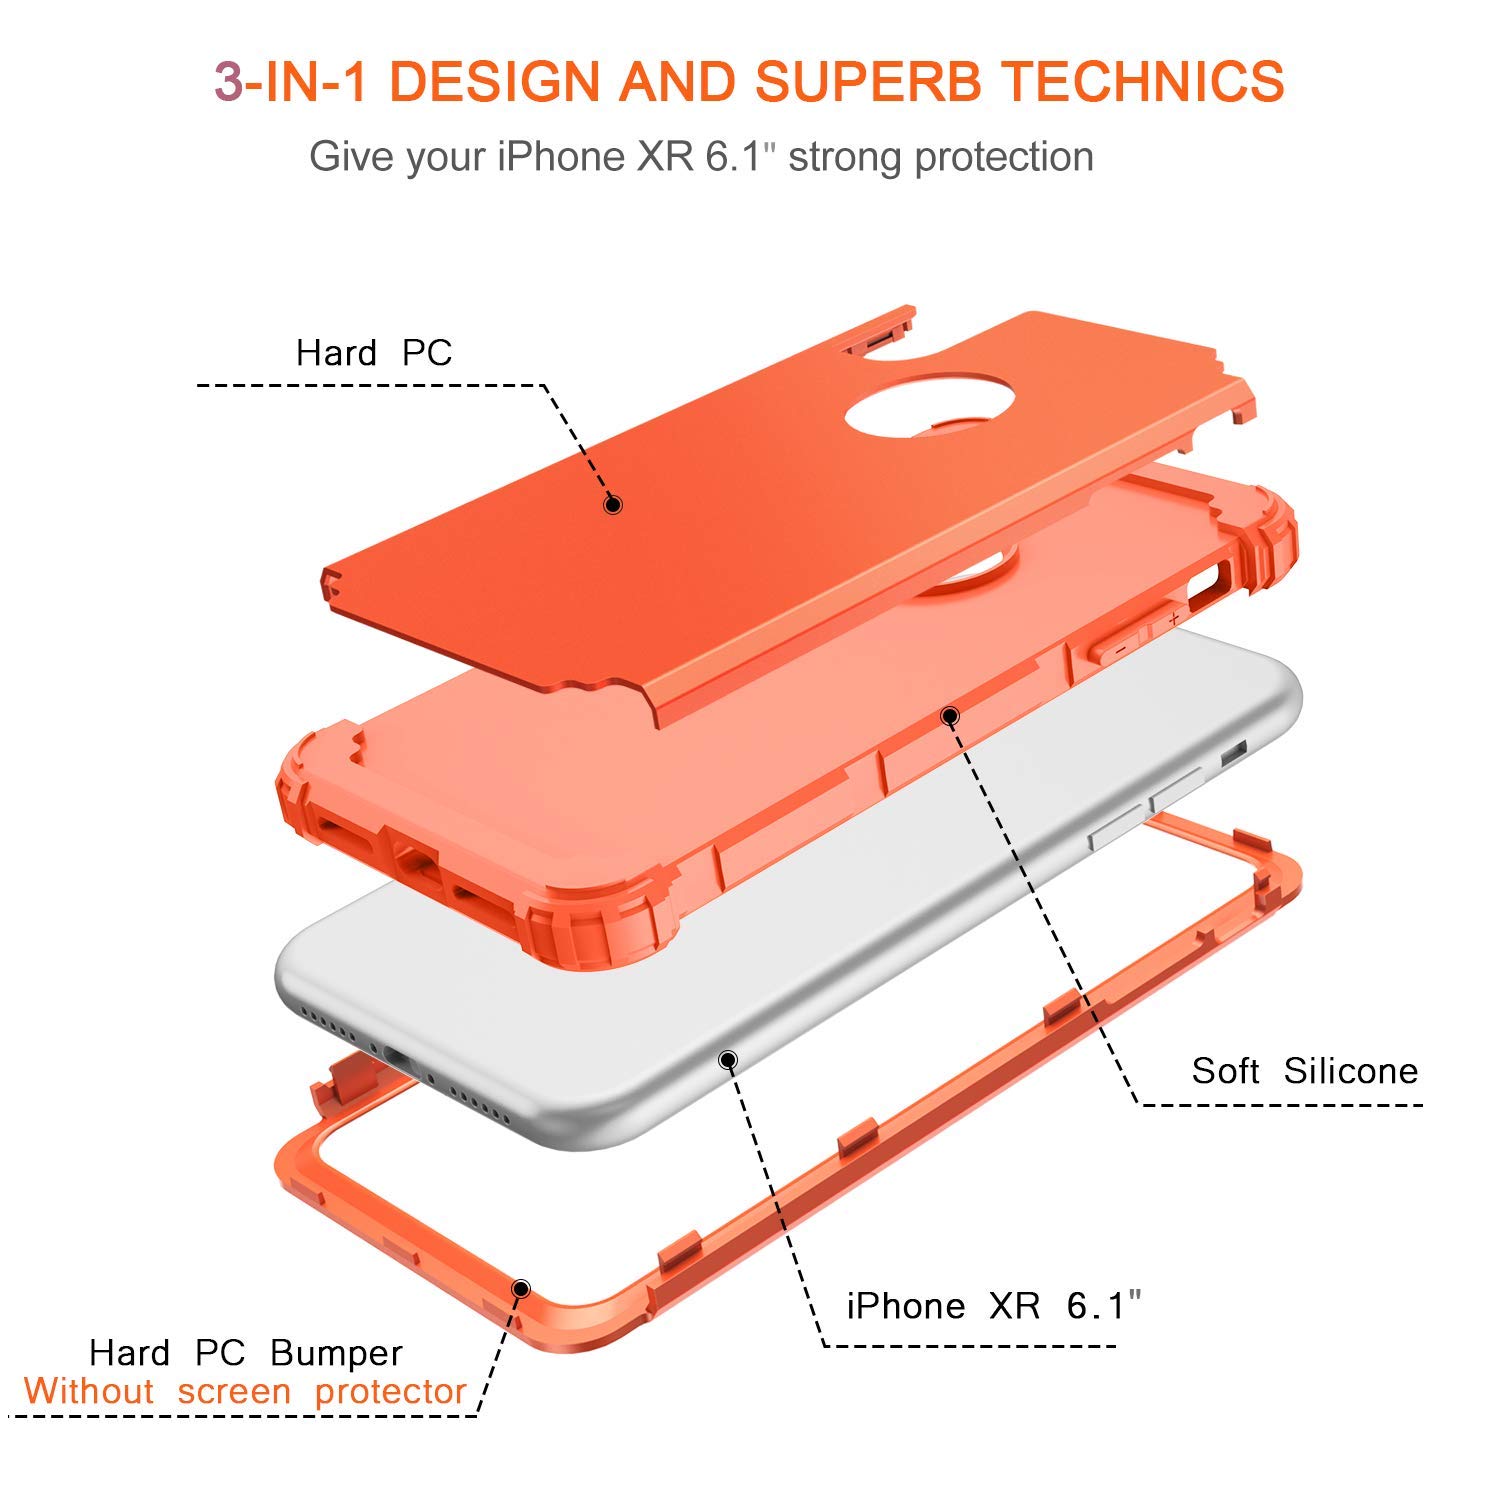 3-IN-1 DESIGN AND SUPERB TECHNICS
Give your iPhone XR 6.1" strong protection
Hard PC
+
-
Soft Silicone
iPhone XR 6.1"
Hard PC Bumper
Without screen protector